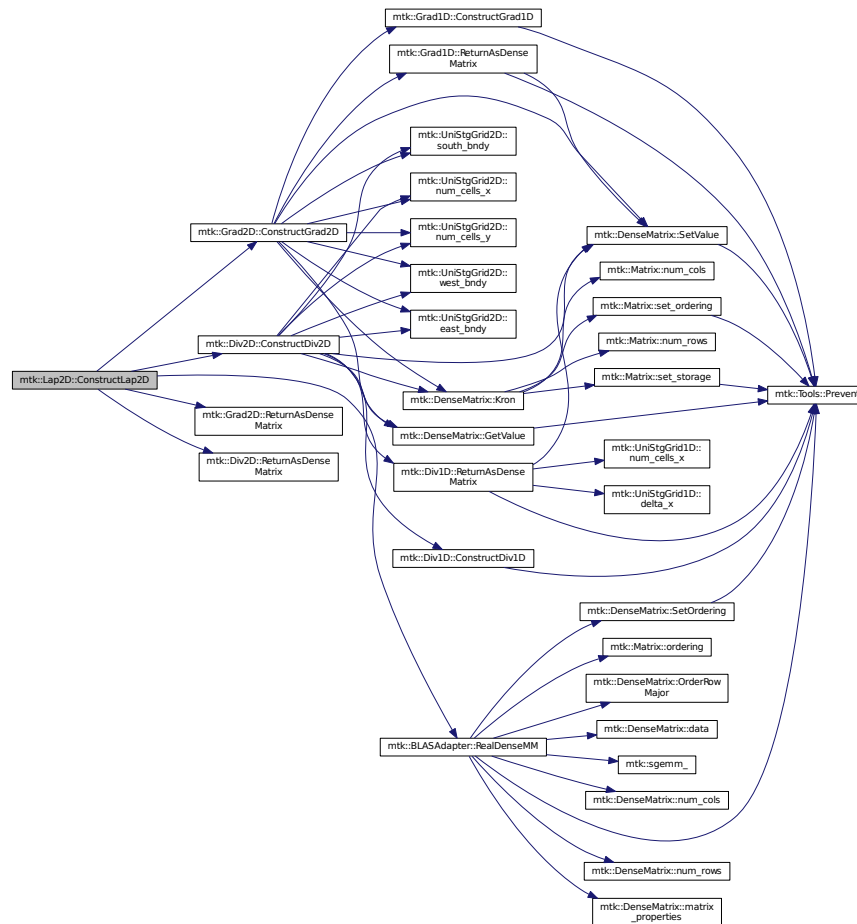 mtk::Grad1D::ConstructGrad1D
mtk::Grad1D::ReturnAsDense
Matrix
mtk::UniStgGrid2D::
south_bndy
mtk::UniStgGrid2D::
num_cells_x
mtk::Grad2D::ConstructGrad2D
mtk::UniStgGrid2D::
num_cells_y
mtk::DenseMatrix::SetValue
mtk::UniStgGrid2D::
west_bndy
mtk::Matrix::num_cols
mtk::UniStgGrid2D::
east_bndy
mtk::Matrix::set_ordering
mtk::Div2D::ConstructDiv2D
mtk::Matrix::num_rows
mtk::Lap2D::ConstructLap2D
mtk::Matrix::set_storage
mtk::Tools::Prevent
mtk::DenseMatrix::Kron
mtk::Grad2D::ReturnAsDense
Matrix
mtk::DenseMatrix::GetValue
mtk::Div2D::ReturnAsDense
Matrix
mtk::Div1D::ReturnAsDense
Matrix
mtk::UniStgGrid1D::
num_cells_x
mtk::UniStgGrid1D::
delta_x
mtk::Div1D::ConstructDiv1D
mtk::DenseMatrix::SetOrdering
mtk::Matrix::ordering
mtk::DenseMatrix::OrderRow
Major
mtk::DenseMatrix::data
mtk::BLASAdapter::RealDenseMM
mtk::sgemm_
mtk::DenseMatrix::num_cols
mtk::DenseMatrix::num_rows
mtk::DenseMatrix::matrix
_properties